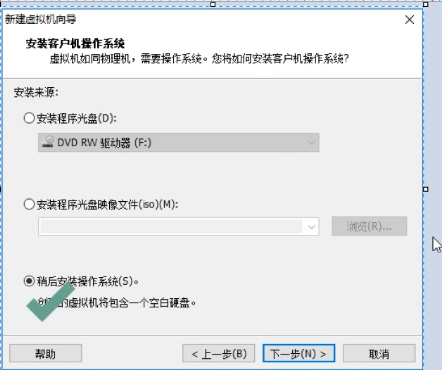 新建虚拟机向导
安装客户机操作系统
虚拟机如同物理机，需要操作系统。您将如何安装客户机操作系统?
安装来源:
安装程序光盘(D):
DVD RW 驱动器 (F:)
安装程序光盘映像文件(iso)(M):
浏览(R)...
稍后安装操作系统(S)。
的虚拟机将包含一个空白硬盘。
帮助
< 上一步(B)
下一步(N) >
取消